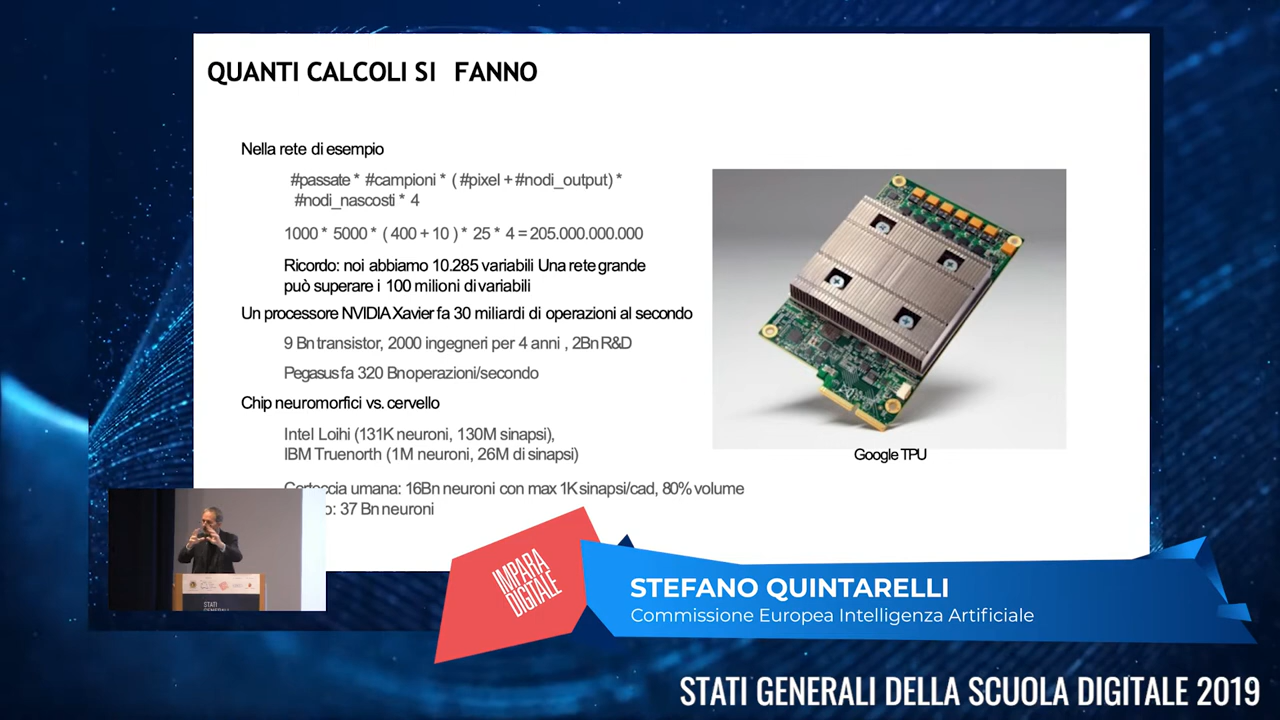 QUANTI CALCOLI SI FANNO
Nella rete di esempio
#passate * #campioni * ( #pixel + #nodi_output) *
#nodi_nascosti * 4
1000 * 5000 * ( 400 + 10 ) * 25 * 4 = 205.000.000.000
Ricordo: noi abbiamo 10.285 variabili Una rete grande
può superare i 100 milioni di variabili
Un processore NVIDIA Xavier fa 30 miliardi di operazioni al secondo
9 Bn transistor, 2000 ingegneri per 4 anni , 2Bn R&D
Pegasus fa 320 Bn operazioni/secondo
Chip neuromorfici vs. cervello
Intel Loihi (131K neuroni, 130M sinapsi),
IBM Truenorth (1M neuroni, 26M di sinapsi)
umana: 16Bn neuroni con max 1K sinapsi/cad, 80% volume
37 Bn neuroni
Google TPU
STATI
IMPARA
DIGITALE
STEFANO QUINTARELLI
Commissione Europea Intelligenza Artificiale
STATI GENERALI DELLA SCUOLA DIGITALE 2019